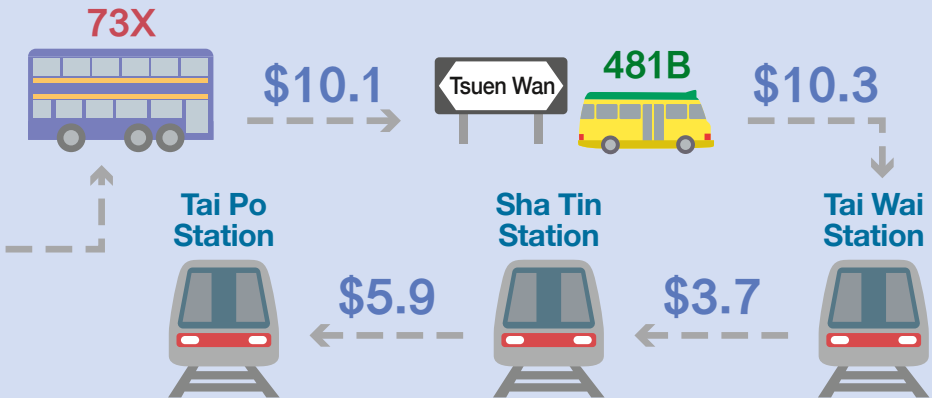 73X
$10.1
Tsuen Wan
481B
$10.3
Tai Po
Station
Sha Tin
Station
Tai Wai
Station
$5.9
$3.7